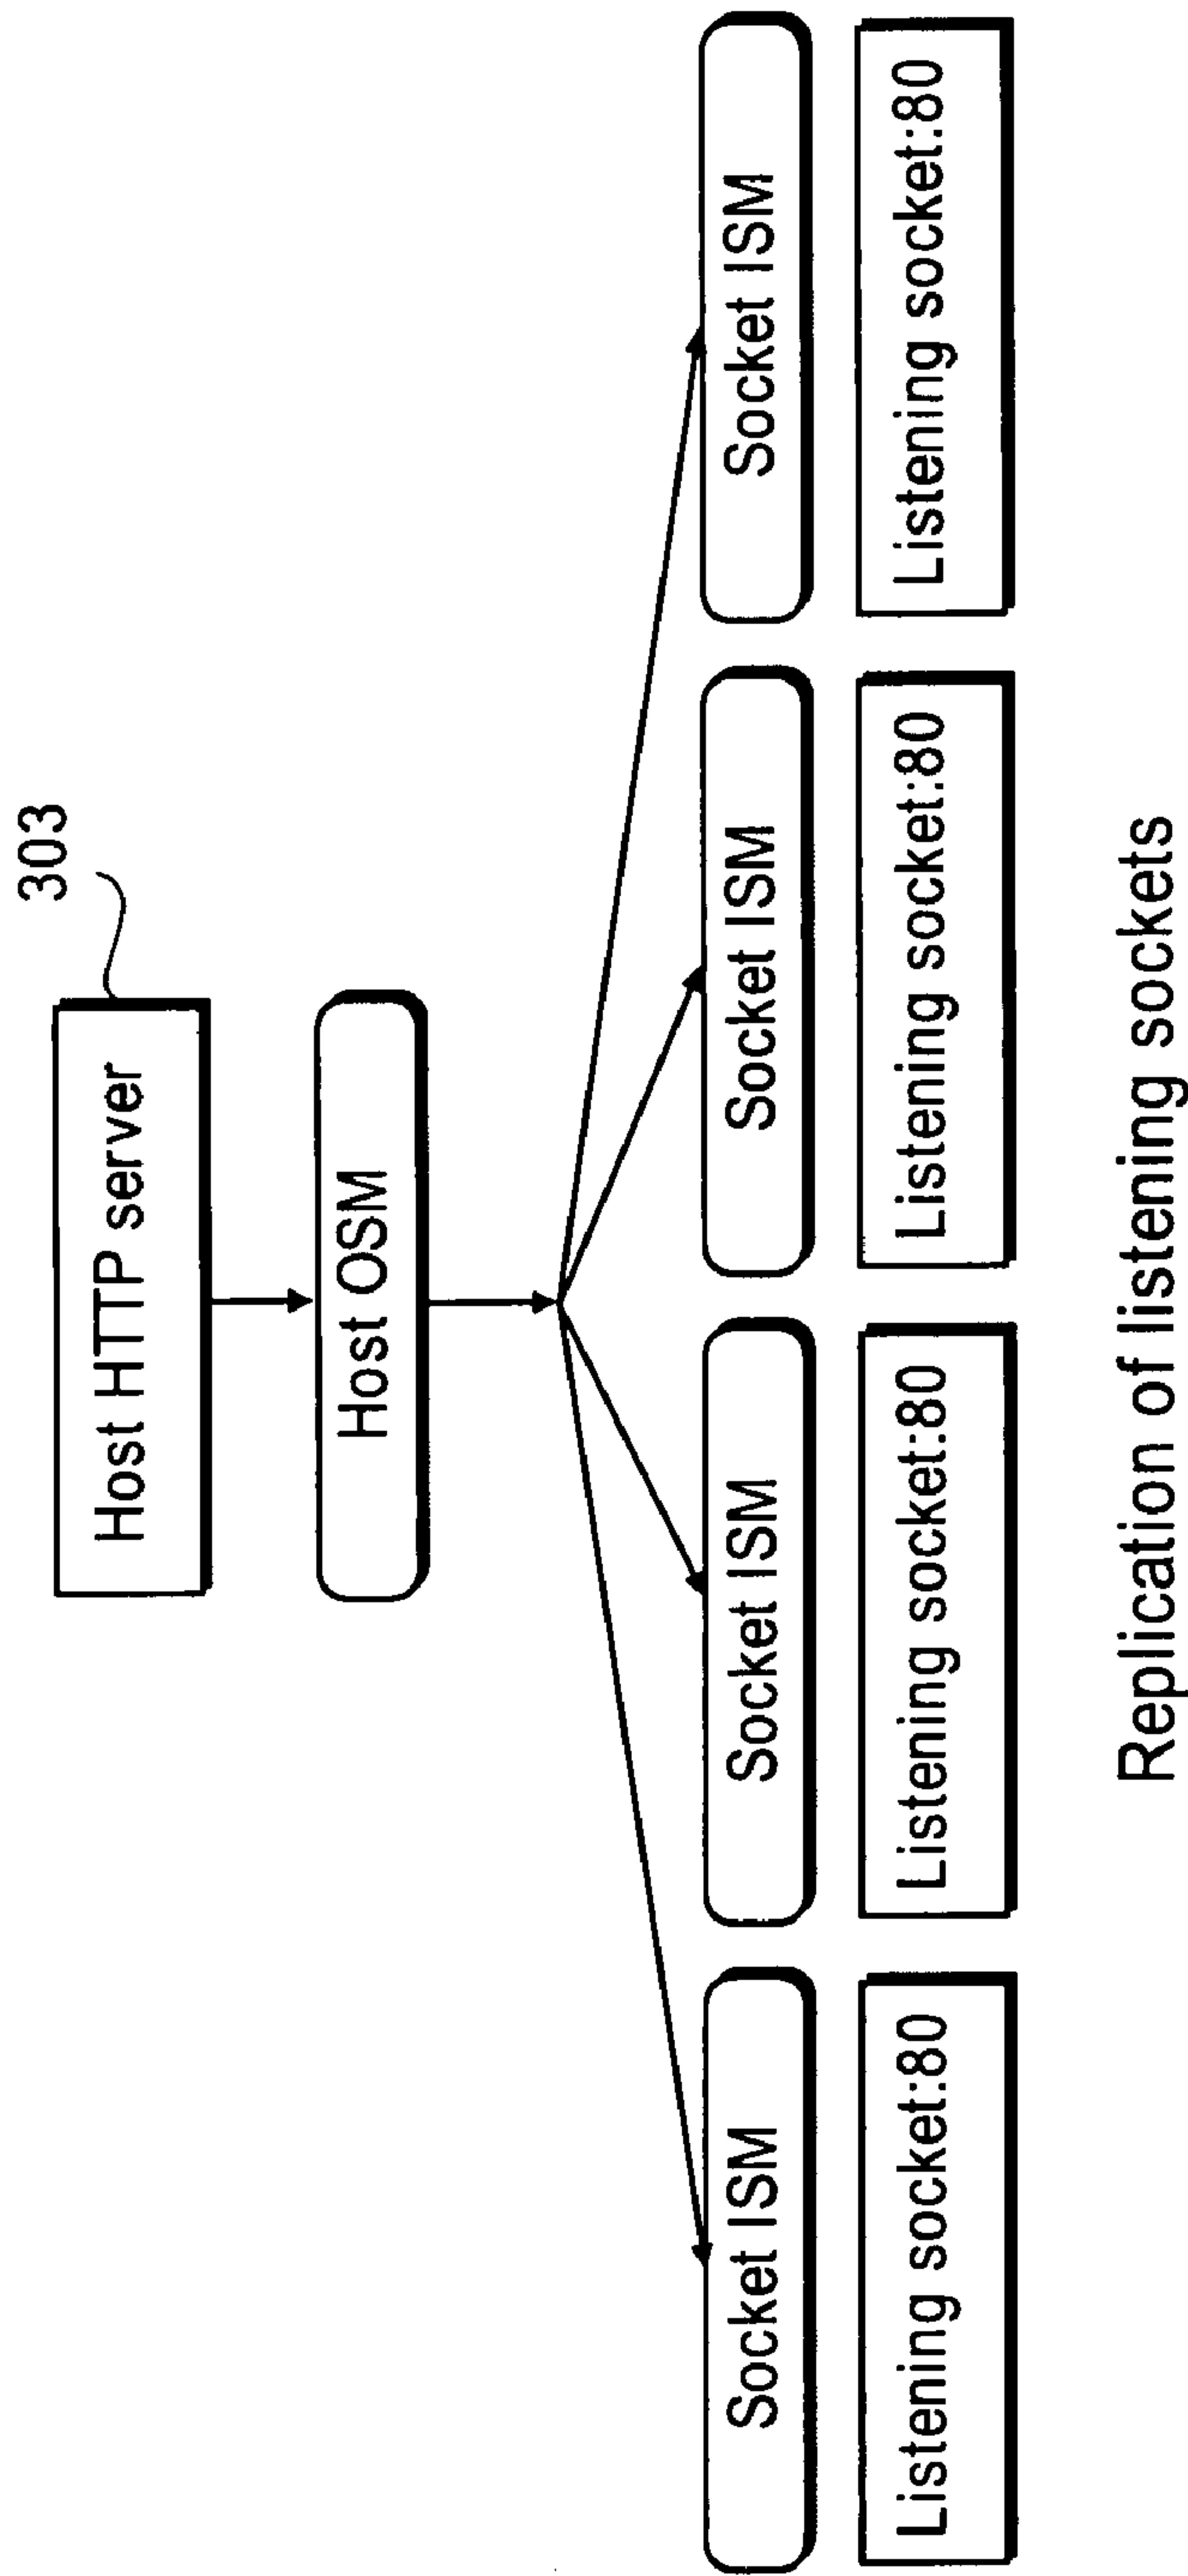 303
Host HTTP server
Host OSM
Socket ISM
Socket ISM
Socket ISM
Socket ISM
Listening socket:80
Listening socket:80
Listening socket:80
Listening socket:80
Replication of listening sockets